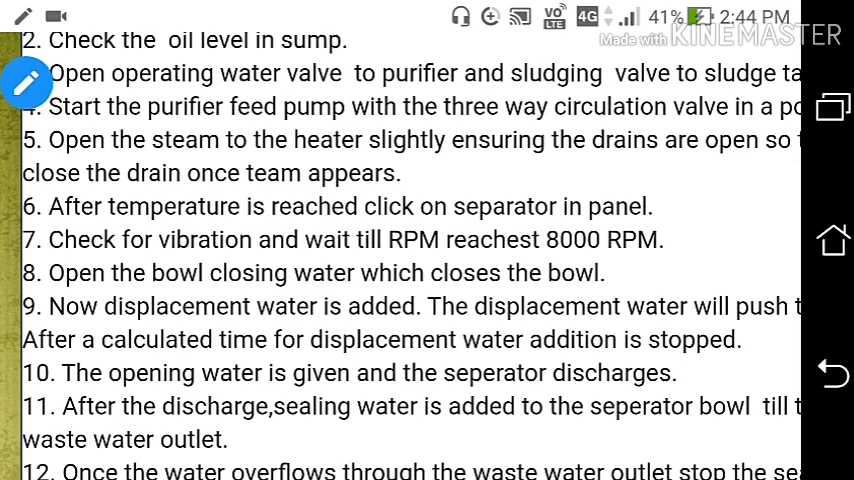 VO LTE 4G 41% 2:44 PM
Made with KINEMASTER
2. Check the oil level in sump.
Open operating water valve to purifier and sludging valve to sludge ta
4. Start the purifier feed pump with the three way circulation valve in a po
5. Open the steam to the heater slightly ensuring the drains are open so t
close the drain once team appears.
6. After temperature is reached click on separator in panel.
7. Check for vibration and wait till RPM reachest 8000 RPM.
8. Open the bowl closing water which closes the bowl.
9. Now displacement water is added. The displacement water will push t
After a calculated time for displacement water addition is stopped.
10. The opening water is given and the seperator discharges.
11. After the discharge,sealing water is added to the seperator bowl till t
waste water outlet.
12. Once the water overflows through the waste water outlet stop the sea